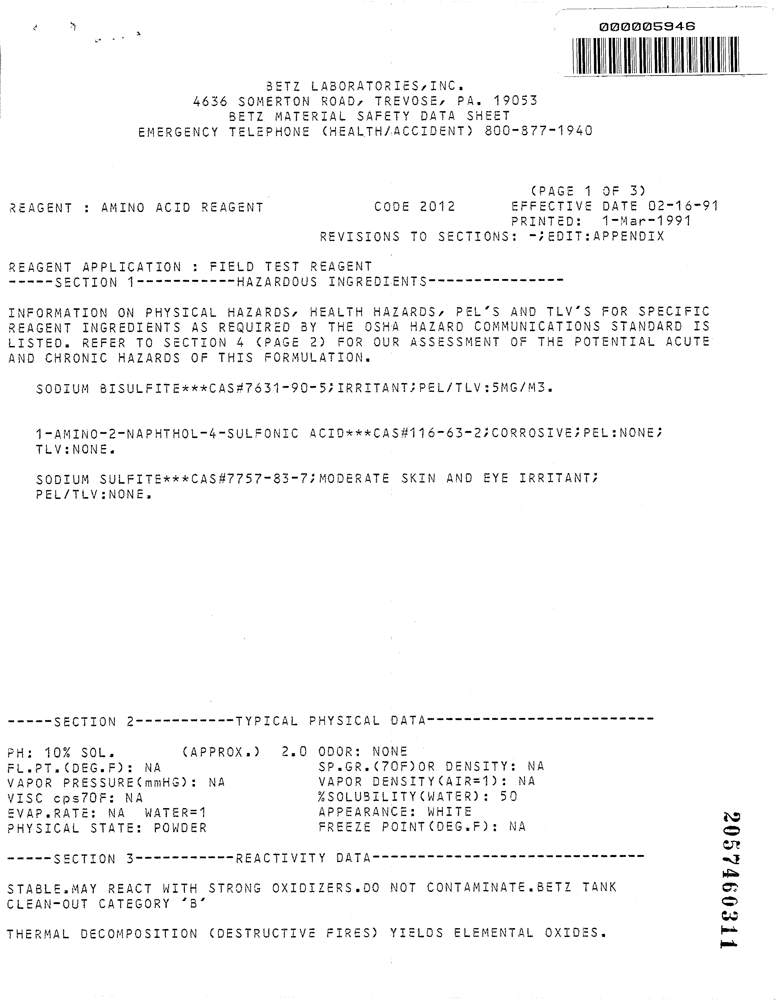 000005946
BETZ LABORATORIES,INC.
4636 SOMERTON ROAD, TREVOSE, PA. 19053
BETZ MATERIAL SAFETY DATA SHEET
EMERGENCY TELEPHONE (HEALTH/ACCIDENT) 800-877-1940
(PAGE 1 OF 3)
REAGENT : AMINO ACID REAGENT CODE 2012 EFFECTIVE DATE 02-16-91
PRINTED: 1-Mar-1991
REVISIONS TO SECTIONS: -;EDIT:APPENDIX
REAGENT APPLICATION : FIELD TEST REAGENT
-----SECTION 1-----------HAZARDOUS INGREDIENTS---------------
INFORMATION ON PHYSICAL HAZARDS, HEALTH HAZARDS, PEL'S AND TLV'S FOR SPECIFIC
REAGENT INGREDIENTS AS REQUIRED BY THE OSHA HAZARD COMMUNICATIONS STANDARD IS
LISTED. REFER TO SECTION 4 (PAGE 2) FOR OUR ASSESSMENT OF THE POTENTIAL ACUTE
AND CHRONIC HAZARDS OF THIS FORMULATION.
SODIUM BISULFITE***CAS#7631-90-5;IRRITANT;PEL/TLV:5MG/M3.
1-AMINO-2-NAPHTHOL-4-SULFONIC ACID***CAS#116-63-2;CORROSIVE;PEL:NONE;
TLV:NONE.
SODIUM SULFITE***CAS#7757-83-7;MODERATE SKIN AND EYE IRRITANT;
PEL/TLV:NONE.
-----SECTION 2-----------TYPICAL PHYSICAL DATA-------------------------
PH: 10% SOL. (APPROX.) 2.0 ODOR: NONE
FL.PT.(DEG.F): NA SP.GR.(70F)OR DENSITY: NA
VAPOR PRESSURE(mmHG): NA VAPOR DENSITY(AIR=1): NA
VISC cps70F: NA %SOLUBILITY(WATER): 50
EVAP.RATE: NA WATER=1 APPEARANCE: WHITE
PHYSICAL STATE: POWDER FREEZE POINT(DEG.F): NA
-----SECTION 3-----------REACTIVITY DATA------------------------------
STABLE.MAY REACT WITH STRONG OXIDIZERS.DO NOT CONTAMINATE.BETZ TANK
CLEAN-OUT CATEGORY 'B'
THERMAL DECOMPOSITION (DESTRUCTIVE FIRES) YIELDS ELEMENTAL OXIDES.
2057460311